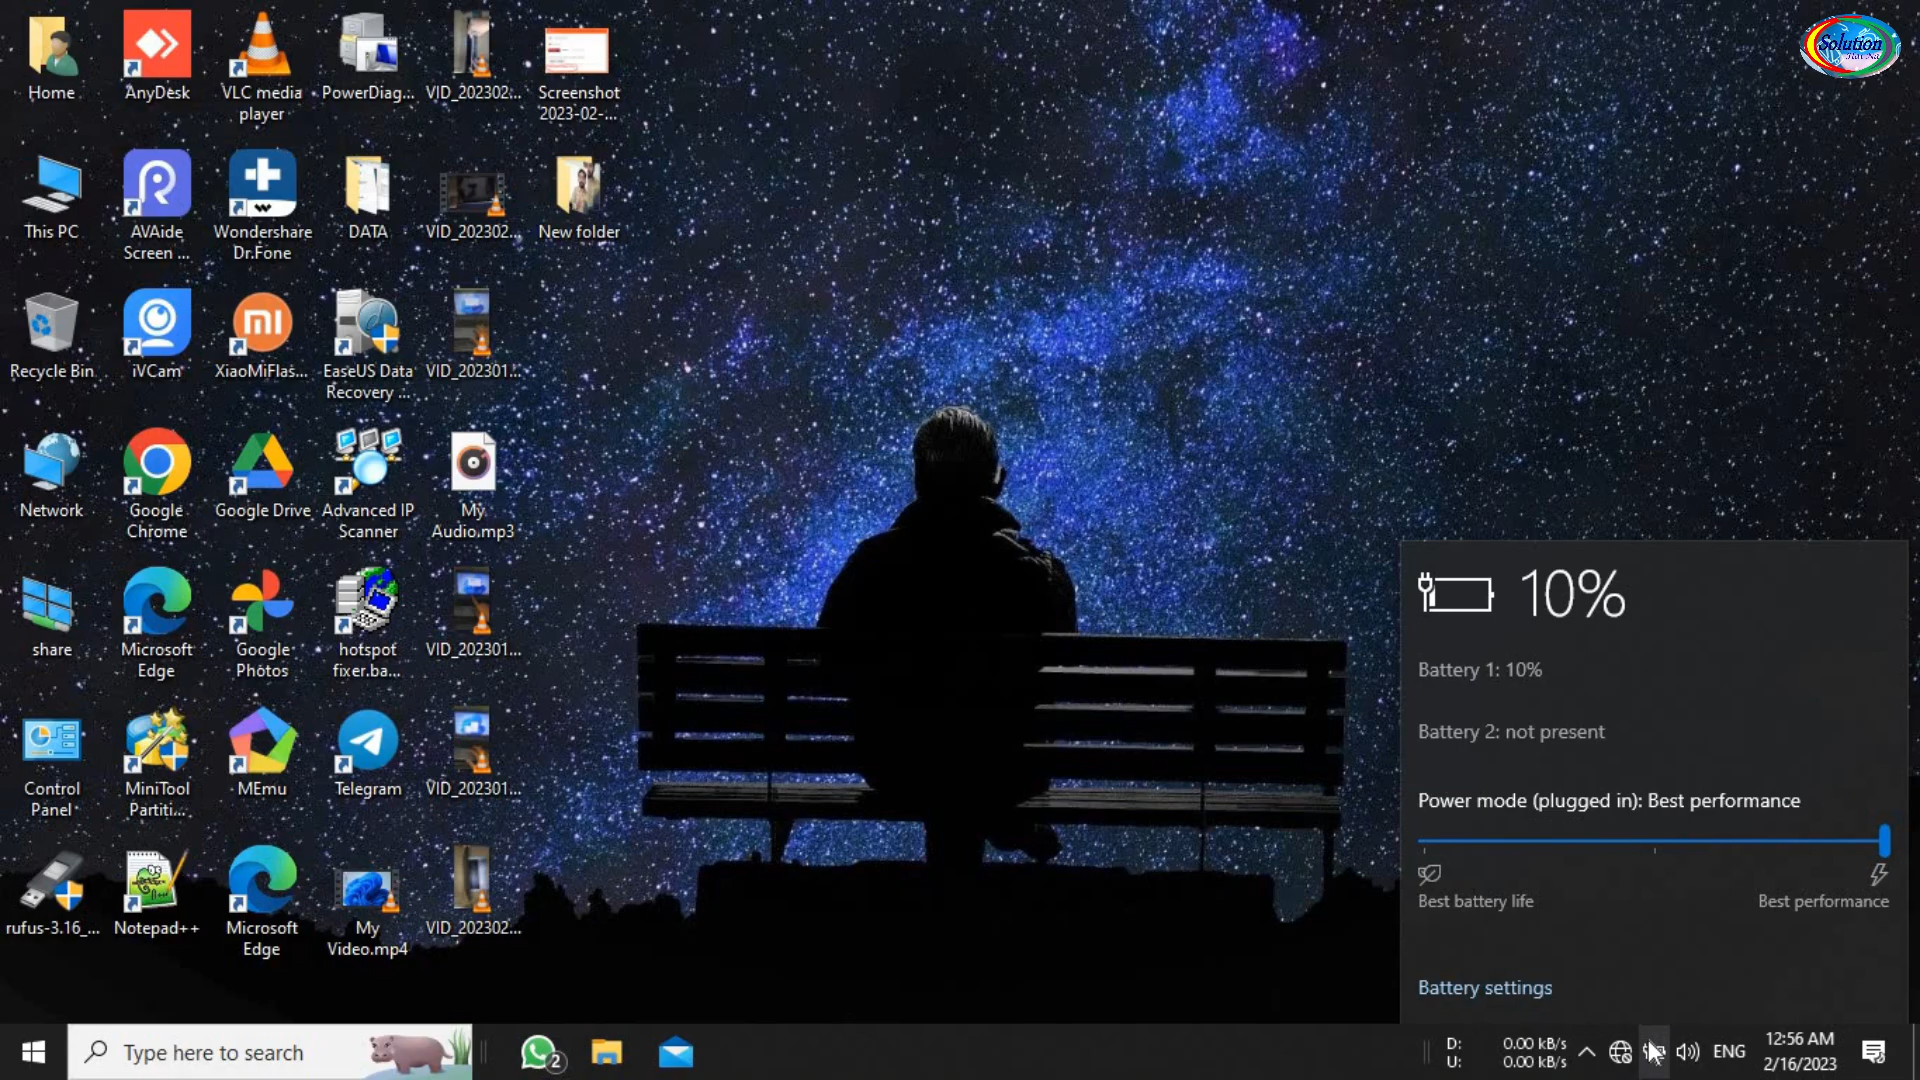 Home
AnyDesk
VLC media
player
PowerDiag...
VID_202302...
Screenshot
2023-02-...
This PC
AVAide
Screen ...
Wondershare
Dr.Fone
DATA
VID_202302...
New folder
Recycle Bin
iVCam
XiaoMiFlas...
EaseUS Data
Recovery ...
VID_202301...
Network
Google
Chrome
Google Drive
Advanced IP
Scanner
My
Audio.mp3
share
Microsoft
Edge
Google
Photos
hotspot
fixer.ba...
VID_202301...
Control
Panel
MiniTool
Partiti...
MEmu
Telegram
VID_202301...
rufus-3.16_...
Notepad++
Microsoft
Edge
My
Video.mp4
VID_202302...
Solution
10%
Battery 1: 10%
Battery 2: not present
Power mode (plugged in): Best performance
Best battery life
Best performance
Battery settings
Type here to search
2
D: 0.00 kB/s
U: 0.00 kB/s
ENG
12:56 AM
2/16/2023